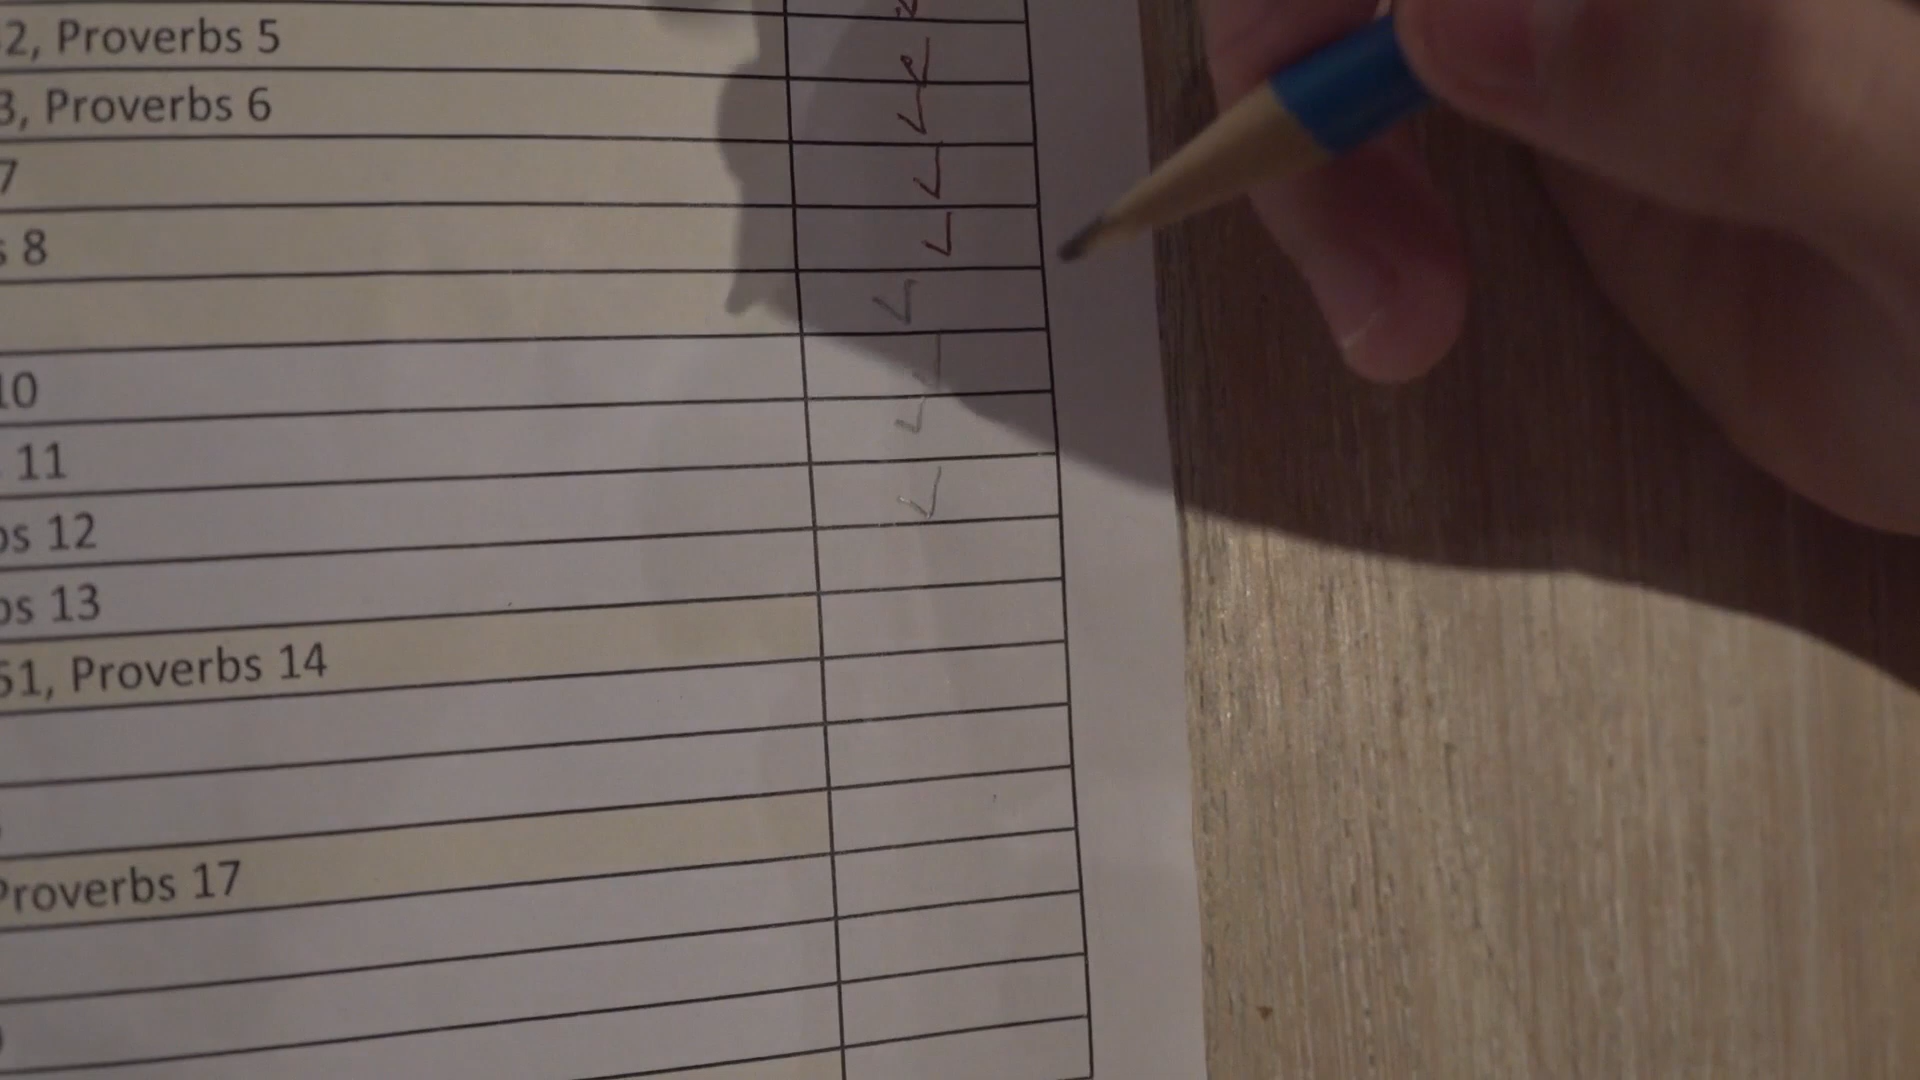 2, Proverbs 5
3, Proverbs 6
7
s 8
10
11
os 12
os 13
51, Proverbs 14
Proverbs 17